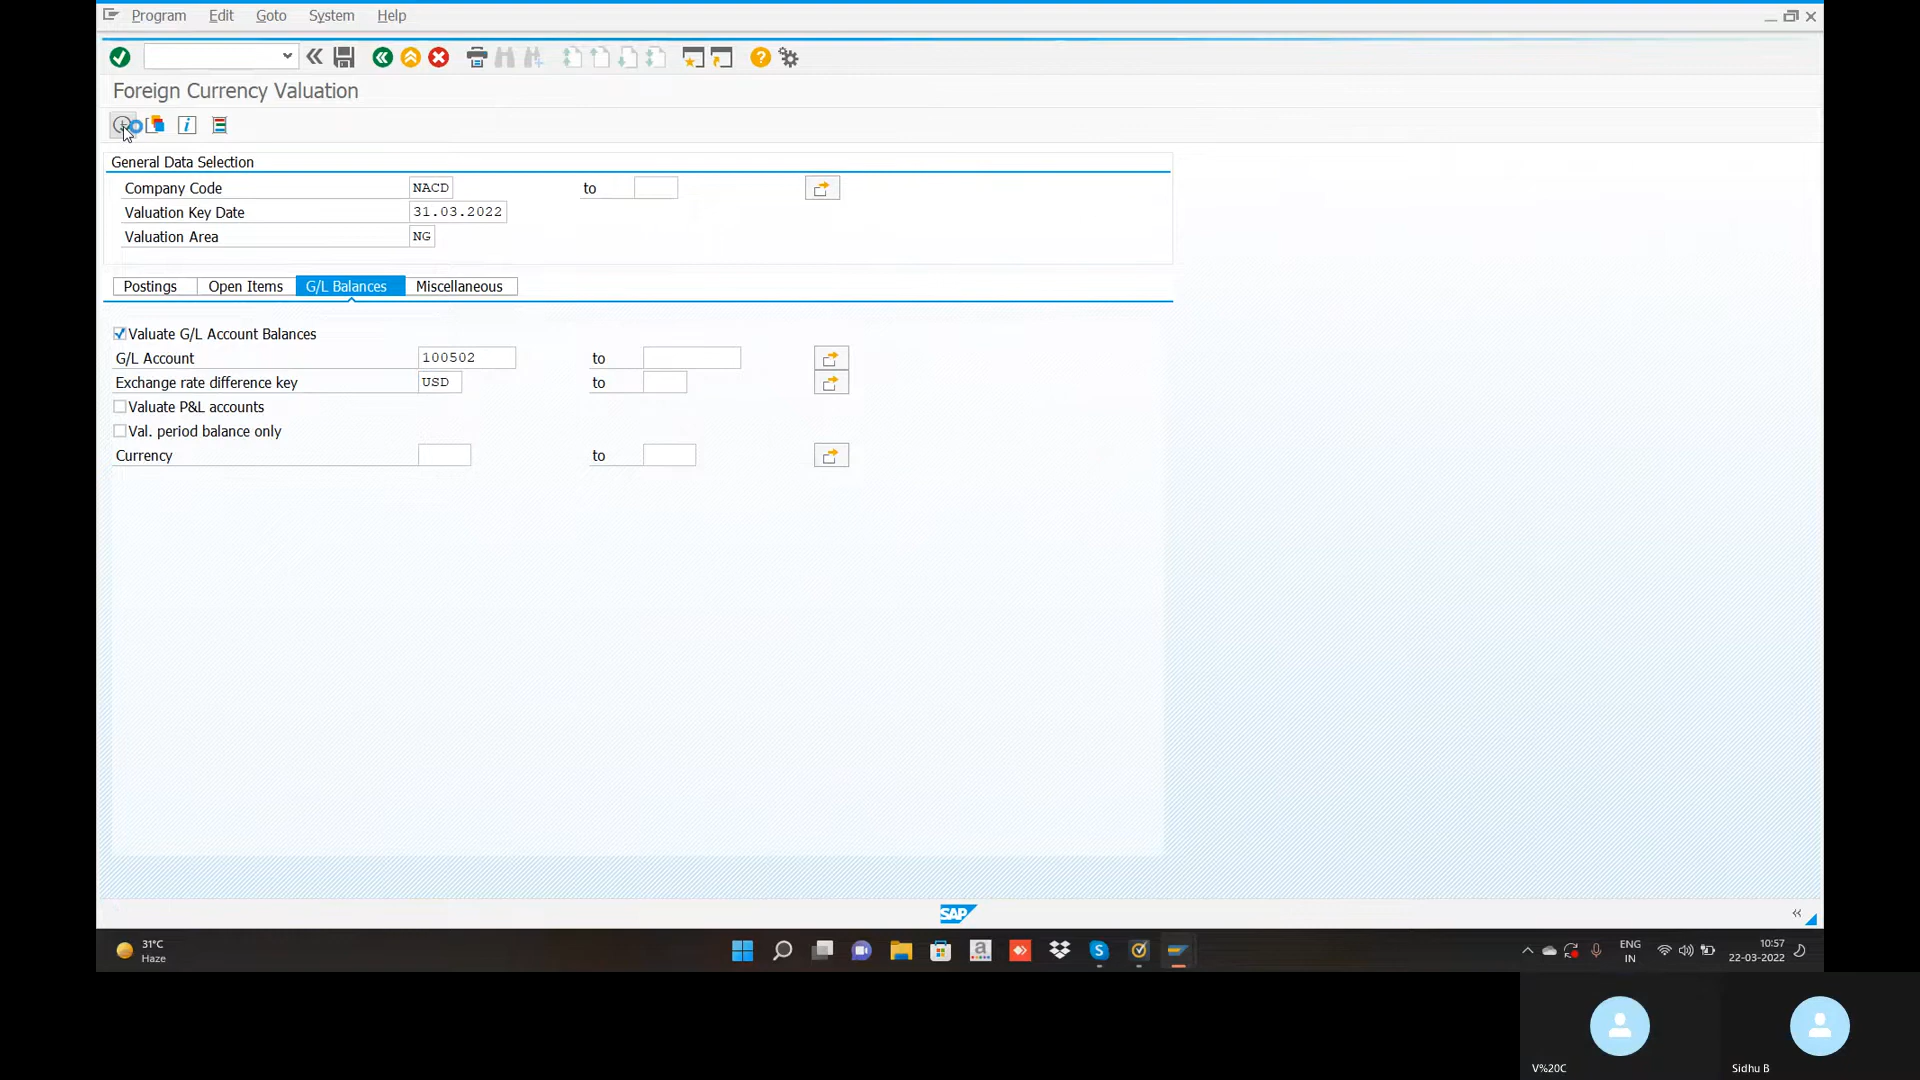 Program Edit Goto System Help
Foreign Currency Valuation
General Data Selection
Company Code NACD to
Valuation Key Date 31.03.2022
Valuation Area NG
Postings Open Items G/L Balances Miscellaneous
Valuate G/L Account Balances
G/L Account 100502 to
Exchange rate difference key USD to
Valuate P&L accounts
Val. period balance only
Currency to
SAP
31°C
Haze
ENG
IN
10:57
22-03-2022
V%20C
Sidhu B